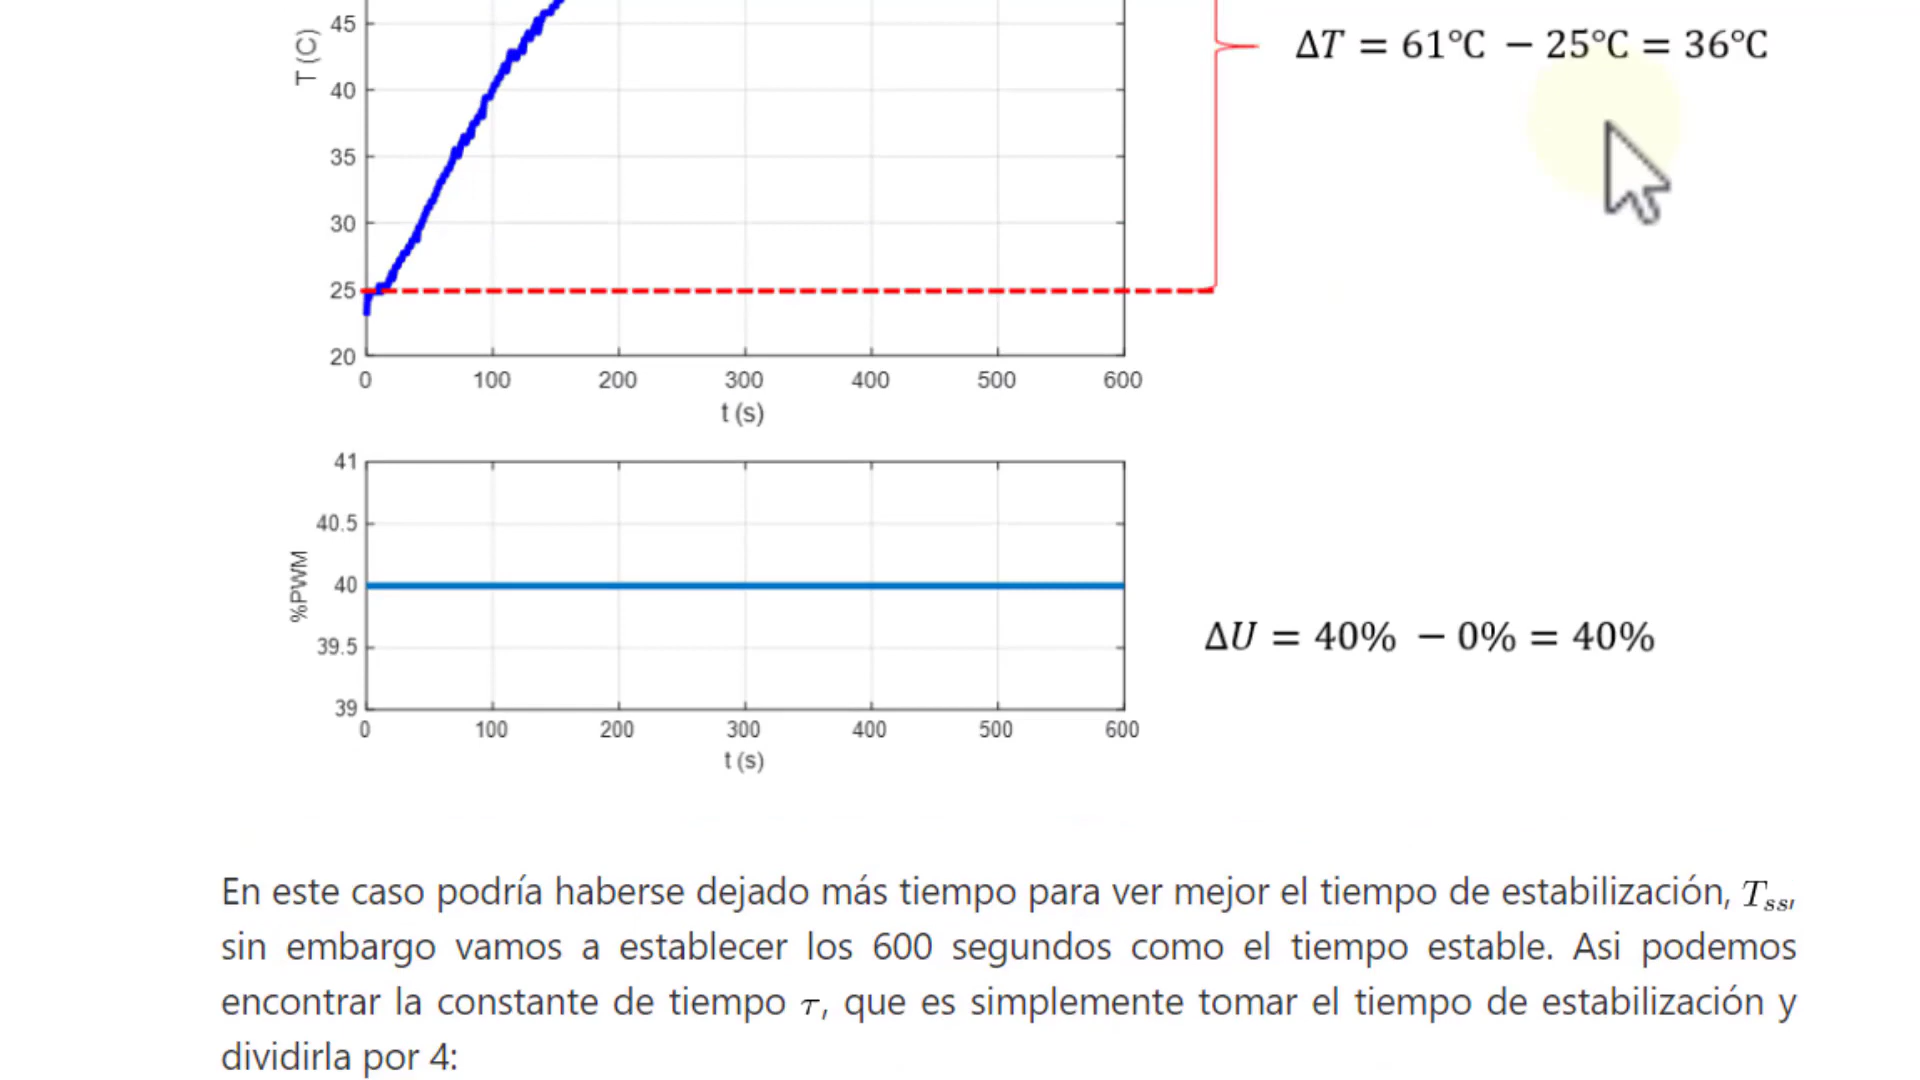 45
T (C)
ΔT = 61°C − 25°C = 36°C
40
35
30
25
20
0 100 200 300 400 500 600
t (s)
41
40.5
%PWM
40
39.5
ΔU = 40% − 0% = 40%
39
0 100 200 300 400 500 600
t (s)
En este caso podría haberse dejado más tiempo para ver mejor el tiempo de estabilización, Tss,
sin embargo vamos a establecer los 600 segundos como el tiempo estable. Asi podemos
encontrar la constante de tiempo τ, que es simplemente tomar el tiempo de estabilización y
dividirla por 4: